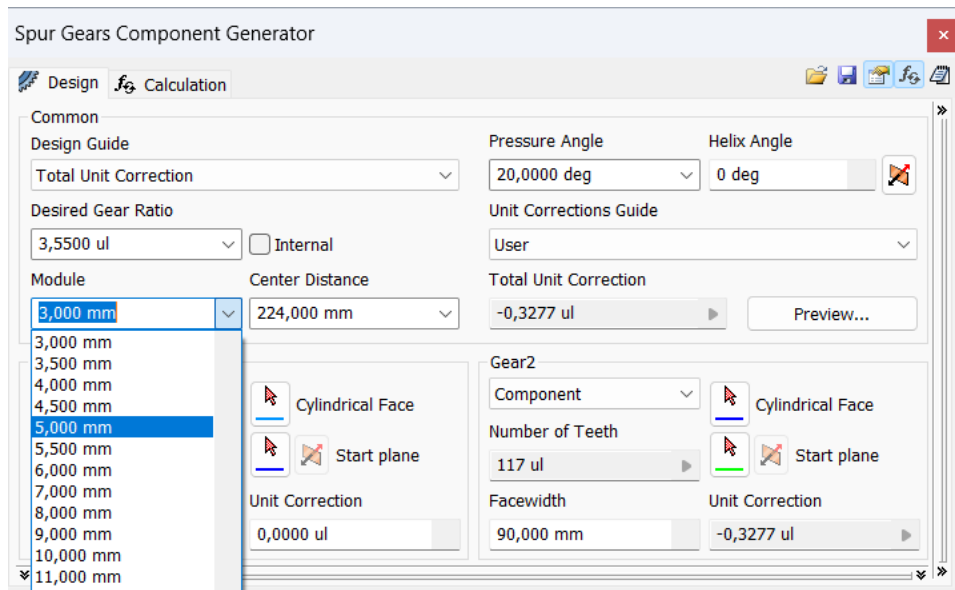 Spur Gears Component Generator
Design
Calculation
Common
Design Guide
Pressure Angle
Helix Angle
Total Unit Correction
20,0000 deg
0 deg
Desired Gear Ratio
Unit Corrections Guide
3,5500 ul
Internal
User
Module
Center Distance
Total Unit Correction
3,000 mm
224,000 mm
-0,3277 ul
Preview...
3,000 mm
3,500 mm
4,000 mm
4,500 mm
5,000 mm
5,500 mm
6,000 mm
7,000 mm
8,000 mm
9,000 mm
10,000 mm
11,000 mm
Cylindrical Face
Start plane
Unit Correction
0,0000 ul
Gear2
Component
Cylindrical Face
Number of Teeth
117 ul
Start plane
Facewidth
Unit Correction
90,000 mm
-0,3277 ul